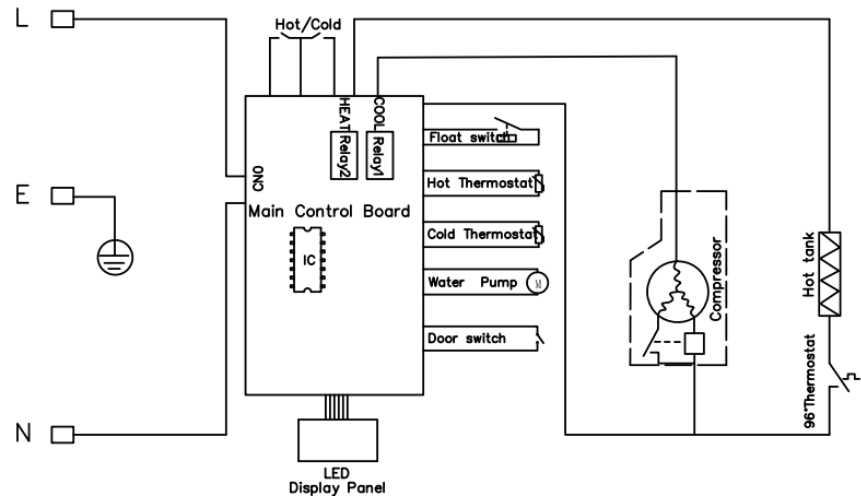 L
Hot/Cold
HEAT
COOL
Relay2
Relay1
Float switch
CN0
Hot Thermostat
E
Main Control Board
Cold Thermostat
IC
Water Pump
M
Compressor
Hot tank
Door switch
96°Thermostat
N
LED
Display Panel